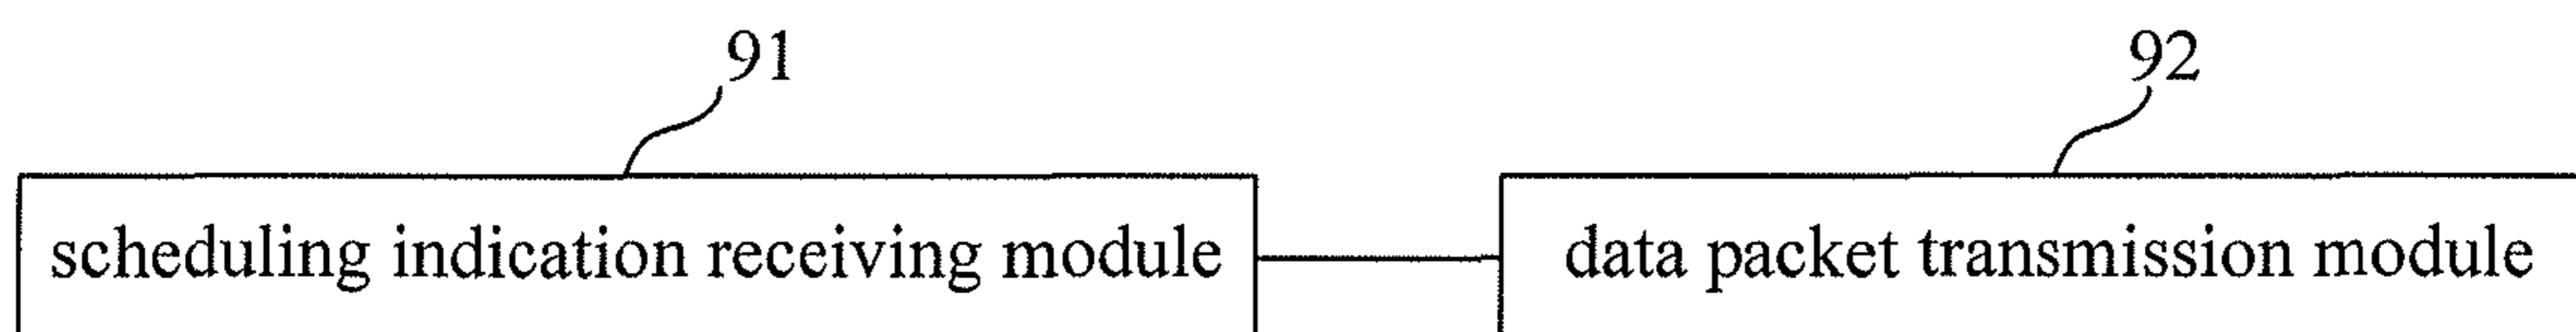 91 92
scheduling indication receiving module data packet transmission module